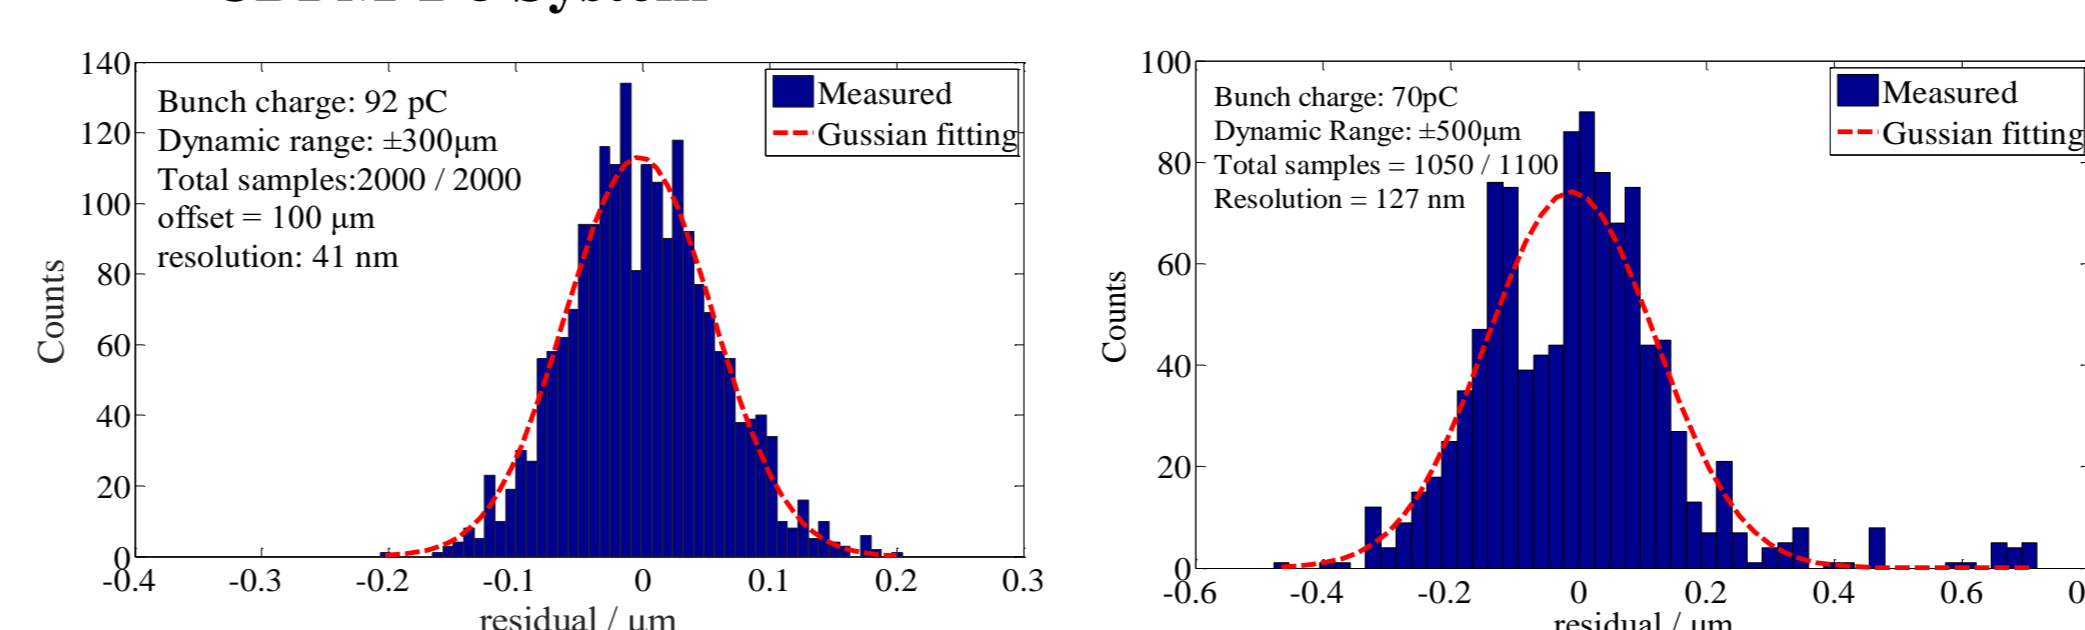 140
120
100
80
60
40
20
0
Counts
Bunch charge: 92 pC
Dynamic range: ±300μm
Total samples:2000 / 2000
offset = 100 μm
resolution: 41 nm
Measured
Gussian fitting
-0.4 -0.3 -0.2 -0.1 0 0.1 0.2 0.3
residual / μm
100
80
60
40
20
0
Counts
Bunch charge: 70pC
Dynamic Range: ±500μm
Total samples = 1050 / 1100
Resolution = 127 nm
Measured
Gussian fitting
-0.6 -0.4 -0.2 0 0.2 0.4 0.6
residual / μm